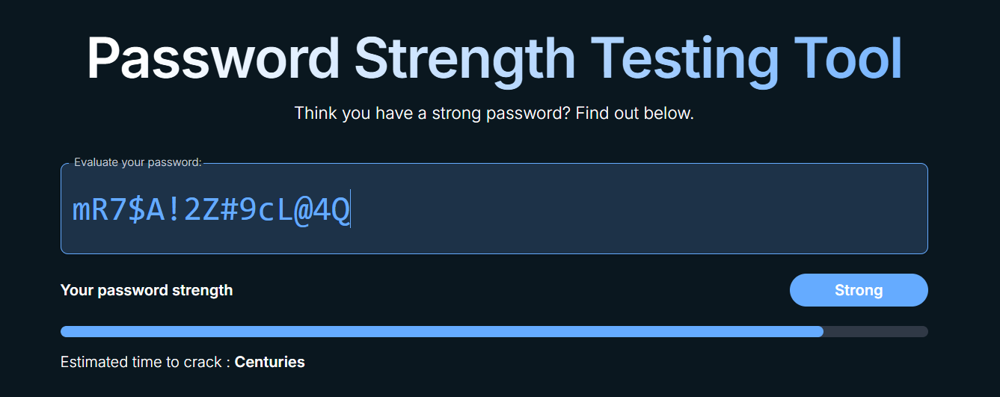 Password Strength Testing Tool
Think you have a strong password? Find out below.
Evaluate your password:
mR7$A!2Z#9cL@4Q
Your password strength
Strong
Estimated time to crack : Centuries